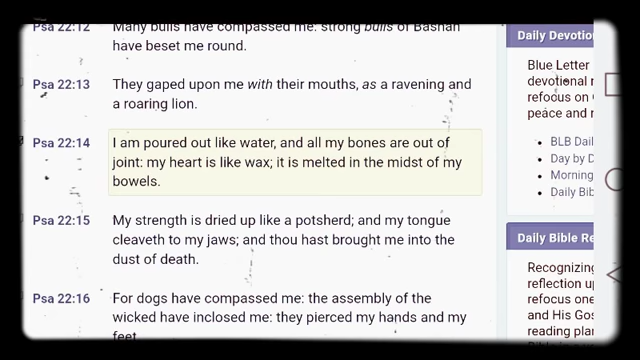 Psa 22:12 Many bulls have compassed me: strong bulls of Bashan
have beset me round.
Psa 22:13 They gaped upon me with their mouths, as a ravening and
a roaring lion.
Psa 22:14 I am poured out like water, and all my bones are out of
joint: my heart is like wax; it is melted in the midst of my
bowels.
Psa 22:15 My strength is dried up like a potsherd; and my tongue
cleaveth to my jaws; and thou hast brought me into the
dust of death.
Psa 22:16 For dogs have compassed me: the assembly of the
wicked have inclosed me: they pierced my hands and my
feet.
Daily Devotio
Blue Letter
devotional
refocus on
peace and
BLB Dail
Day by D
Morning
Daily Bib
Daily Bible Re
Recognizing
reflection up
refocus one
and His Gos
reading plan